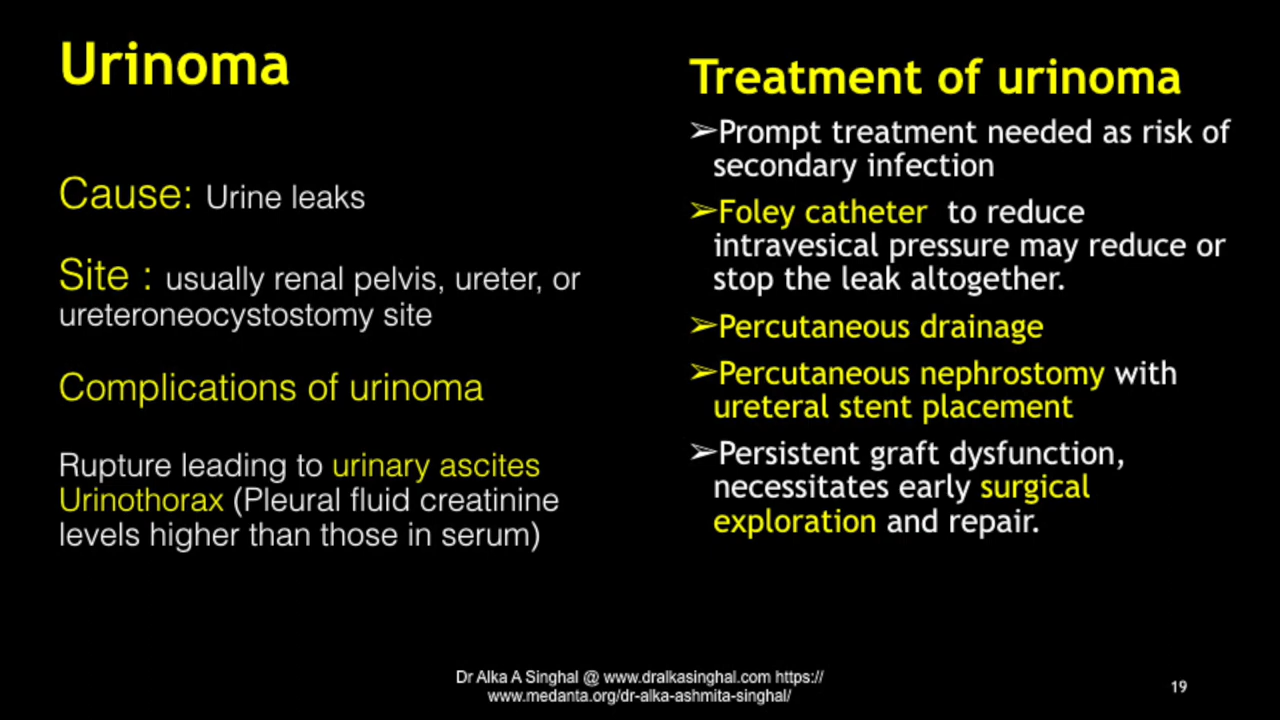 Urinoma
Cause: Urine leaks
Site : usually renal pelvis, ureter, or
ureteroneocystostomy site
Complications of urinoma
Rupture leading to urinary ascites
Urinothorax (Pleural fluid creatinine
levels higher than those in serum)
Treatment of urinoma
➢Prompt treatment needed as risk of
secondary infection
➢Foley catheter to reduce
intravesical pressure may reduce or
stop the leak altogether.
➢Percutaneous drainage
➢Percutaneous nephrostomy with
ureteral stent placement
➢Persistent graft dysfunction,
necessitates early surgical
exploration and repair.
Dr Alka A Singhal @ www.dralkasinghal.com https://
www.medanta.org/dr-alka-ashmita-singhal/
19